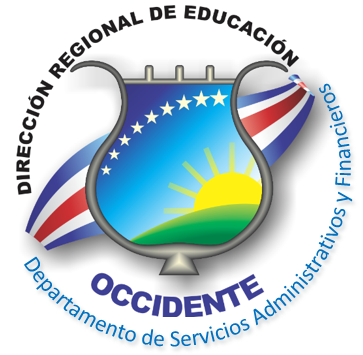 DIRECCIÓN REGIONAL DE EDUCACIÓN
OCCIDENTE
Departamento de Servicios Administrativos y Financieros